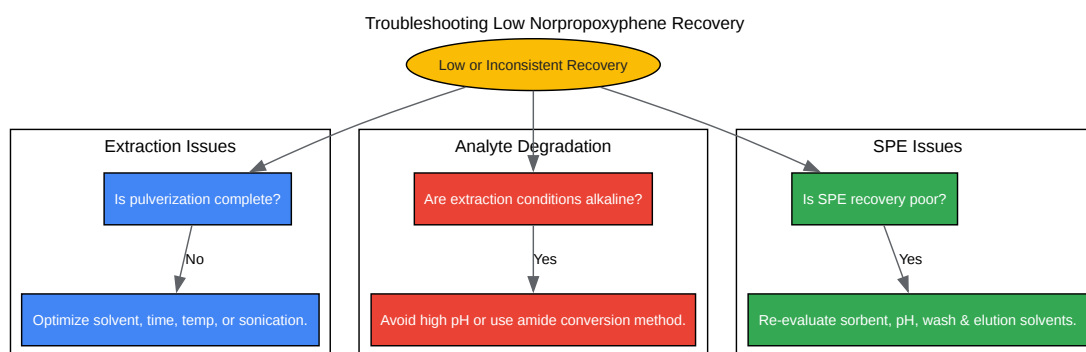 Troubleshooting Low Norpropoxyphene Recovery
Low or Inconsistent Recovery
Extraction Issues
Analyte Degradation
SPE Issues
Is pulverization complete?
Are extraction conditions alkaline?
Is SPE recovery poor?
No
Yes
Yes
Optimize solvent, time, temp, or sonication.
Avoid high pH or use amide conversion method.
Re-evaluate sorbent, pH, wash & elution solvents.